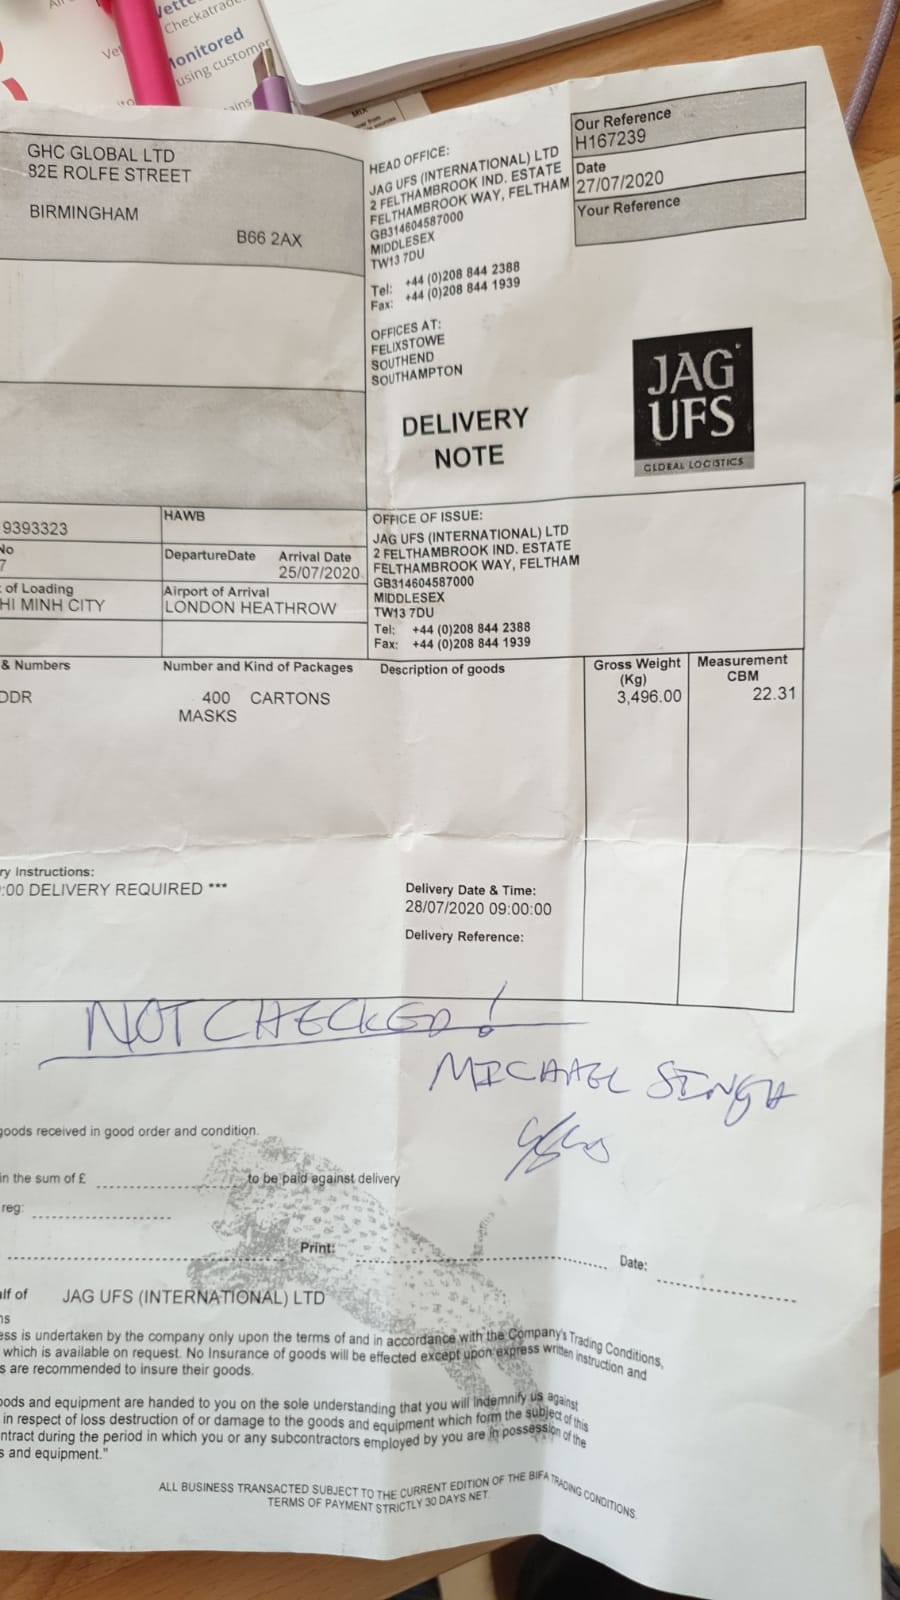 Checkatrade
Monitored
using customer
GHC GLOBAL LTD
82E ROLFE STREET
BIRMINGHAM
B66 2AX
HEAD OFFICE:
JAG UFS (INTERNATIONAL) LTD
2 FELTHAMBROOK IND. ESTATE
FELTHAMBROOK WAY, FELTHAM
GB314604587000
MIDDLESEX
TW13 7DU
Tel: +44 (0)208 844 2388
Fax: +44 (0)208 844 1939
OFFICES AT:
FELIXSTOWE
SOUTHEND
SOUTHAMPTON
Our Reference
H167239
Date
27/07/2020
Your Reference
JAG
UFS
GLOBAL LOGISTICS
DELIVERY
NOTE
9393323
HAWB
No
7
DepartureDate Arrival Date
25/07/2020
of Loading
HI MINH CITY
Airport of Arrival
LONDON HEATHROW
OFFICE OF ISSUE:
JAG UFS (INTERNATIONAL) LTD
2 FELTHAMBROOK IND. ESTATE
FELTHAMBROOK WAY, FELTHAM
GB314604587000
MIDDLESEX
TW13 7DU
Tel: +44 (0)208 844 2388
Fax: +44 (0)208 844 1939
& Numbers Number and Kind of Packages Description of goods Gross Weight (Kg) Measurement CBM
DDR 400 CARTONS 3,496.00 22.31
MASKS
ry Instructions:
:00 DELIVERY REQUIRED ***
Delivery Date & Time:
28/07/2020 09:00:00
Delivery Reference:
NOT CHECKED!
MICHAEL SINGH
goods received in good order and condition.
in the sum of £ to be paid against delivery
reg:
Print: Date:
alf of JAG UFS (INTERNATIONAL) LTD
ns
ess is undertaken by the company only upon the terms of and in accordance with the Company's Trading Conditions,
which is available on request. No Insurance of goods will be effected except upon express written instruction and
s are recommended to insure their goods.
oods and equipment are handed to you on the sole understanding that you will Indemnify us against
in respect of loss destruction of or damage to the goods and equipment which form the subject of this
ntract during the period in which you or any subcontractors employed by you are in possession of the
s and equipment."
ALL BUSINESS TRANSACTED SUBJECT TO THE CURRENT EDITION OF THE BIFA TRADING CONDITIONS.
TERMS OF PAYMENT STRICTLY 30 DAYS NET